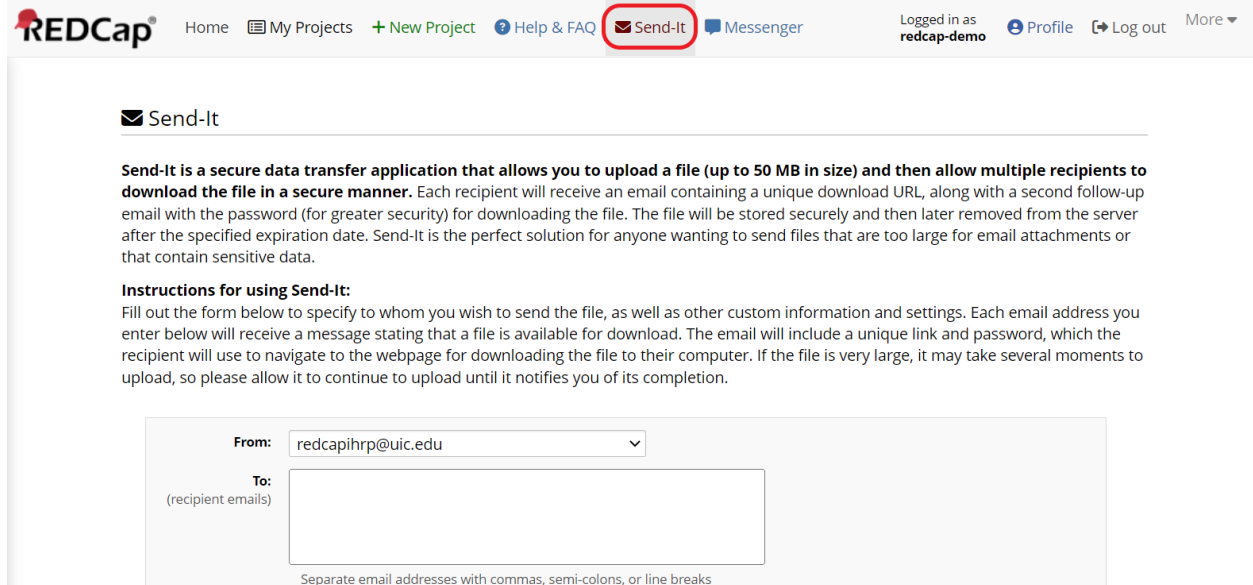 REDCap® Home My Projects + New Project Help & FAQ Send-It Messenger Logged in as Profile Log out More
redcap-demo
Send-It
Send-It is a secure data transfer application that allows you to upload a file (up to 50 MB in size) and then allow multiple recipients to
download the file in a secure manner. Each recipient will receive an email containing a unique download URL, along with a second follow-up
email with the password (for greater security) for downloading the file. The file will be stored securely and then later removed from the server
after the specified expiration date. Send-It is the perfect solution for anyone wanting to send files that are too large for email attachments or
that contain sensitive data.
Instructions for using Send-It:
Fill out the form below to specify to whom you wish to send the file, as well as other custom information and settings. Each email address you
enter below will receive a message stating that a file is available for download. The email will include a unique link and password, which the
recipient will use to navigate to the webpage for downloading the file to their computer. If the file is very large, it may take several moments to
upload, so please allow it to continue to upload until it notifies you of its completion.
From: redcapihrp@uic.edu
To:
(recipient emails)
Separate email addresses with commas, semi-colons, or line breaks